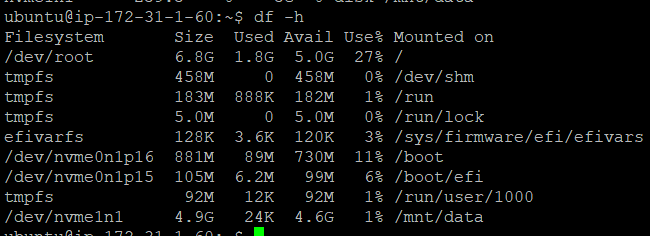 ubuntu@ip-172-31-1-60:~$ df -h
Filesystem       Size  Used Avail Use% Mounted on
/dev/root        6.8G  1.8G  5.0G  27% /
tmpfs            458M     0  458M   0% /dev/shm
tmpfs            183M  888K  182M   1% /run
tmpfs            5.0M     0  5.0M   0% /run/lock
efivarfs         128K  3.6K  120K   3% /sys/firmware/efi/efivars
/dev/nvme0n1p16  881M   89M  730M  11% /boot
/dev/nvme0n1p15  105M  6.2M   99M   6% /boot/efi
tmpfs             92M   12K   92M   1% /run/user/1000
/dev/nvme1n1     4.9G   24K  4.6G   1% /mnt/data
ubuntu@ip-172-31-1-60:~$